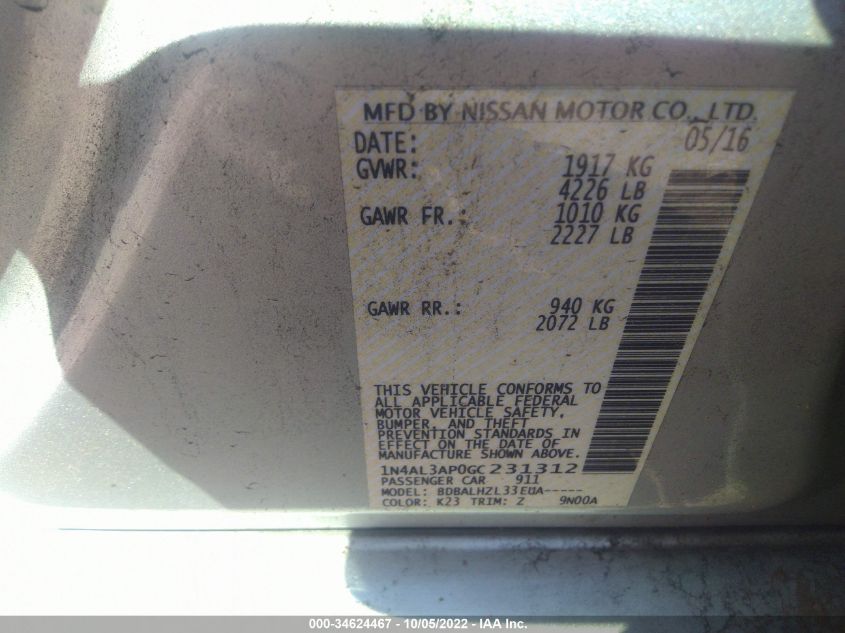 MFD BY NISSAN MOTOR CO., LTD.
DATE: 05/16
GVWR: 1917 KG
4226 LB
GAWR FR.: 1010 KG
2227 LB
GAWR RR.: 940 KG
2072 LB
THIS VEHICLE CONFORMS TO
ALL APPLICABLE FEDERAL
MOTOR VEHICLE SAFETY,
BUMPER, AND THEFT
PREVENTION STANDARDS IN
EFFECT ON THE DATE OF
MANUFACTURE SHOWN ABOVE.
1N4AL3AP0GC231312
PASSENGER CAR 911
MODEL: BDBALHZL33EUA-----
COLOR: K23 TRIM: Z 9N00A
000-34624467 - 10/05/2022 - IAA Inc.